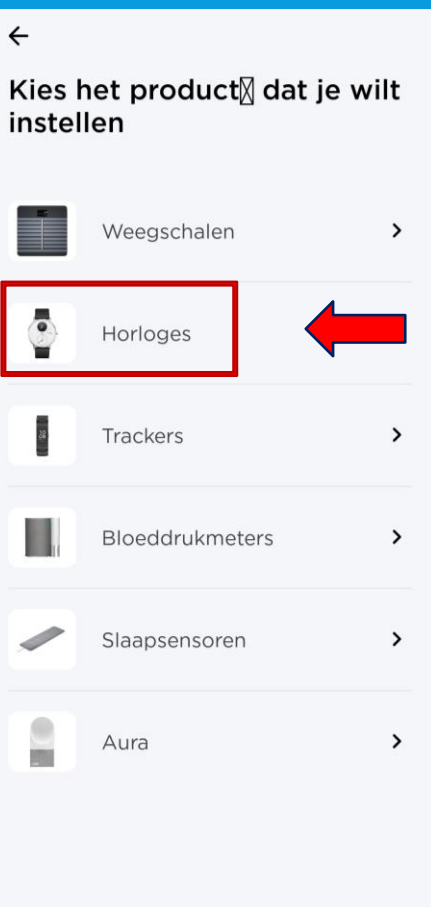 Kies het product dat je wilt
instellen
Weegschalen
Horloges
Trackers
Bloeddrukmeters
Slaapsensoren
Aura